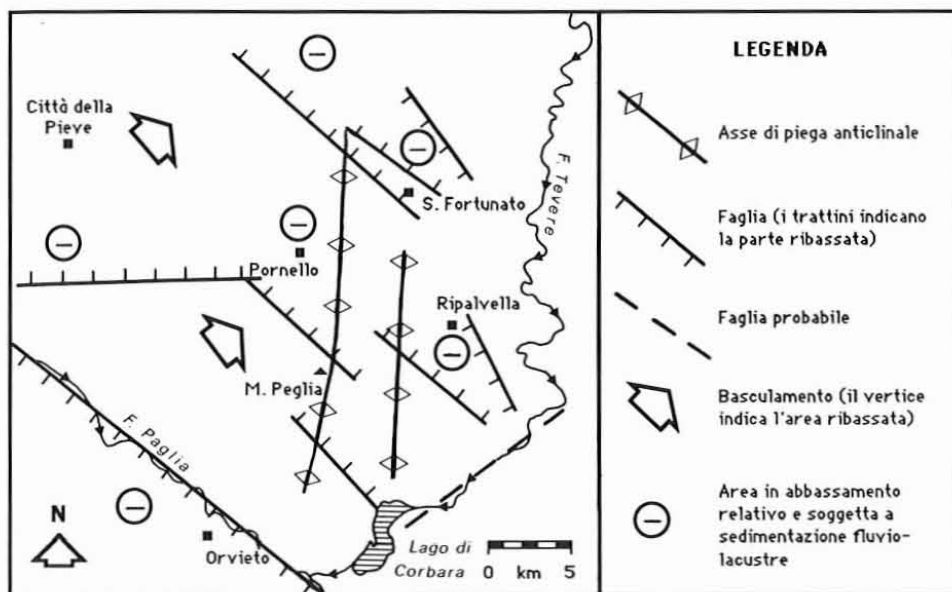 Città della
Pieve
S. Fortunato
F. Tevere
Pornello
Ripalvella
M. Peglia
F. Paglia
N
Orvieto
Lago di
Corbara
0 km 5
LEGENDA
Asse di piega anticlinale
Faglia (i trattini indicano
la parte ribassata)
Faglia probabile
Basculamento (il vertice
indica l'area ribassata)
Area in abbassamento
relativo e soggetta a
sedimentazione fluvio-
lacustre